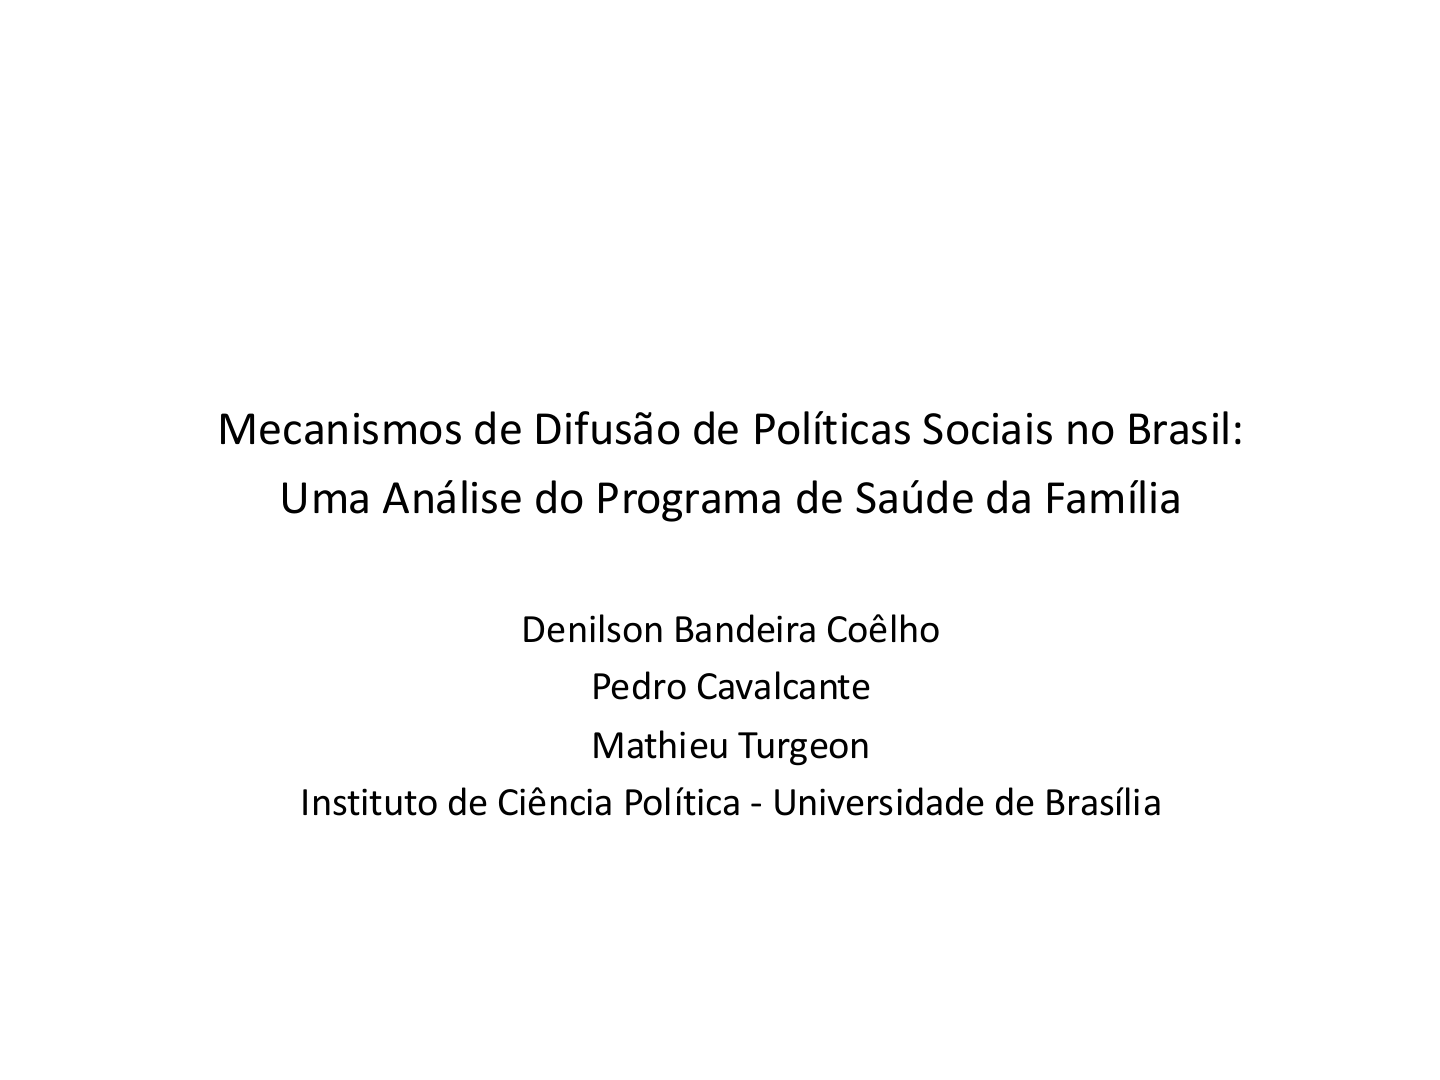 Mecanismos de Difusão de Políticas Sociais no Brasil:
Uma Análise do Programa de Saúde da Família
Denilson Bandeira Coêlho
Pedro Cavalcante
Mathieu Turgeon
Instituto de Ciência Política - Universidade de Brasília